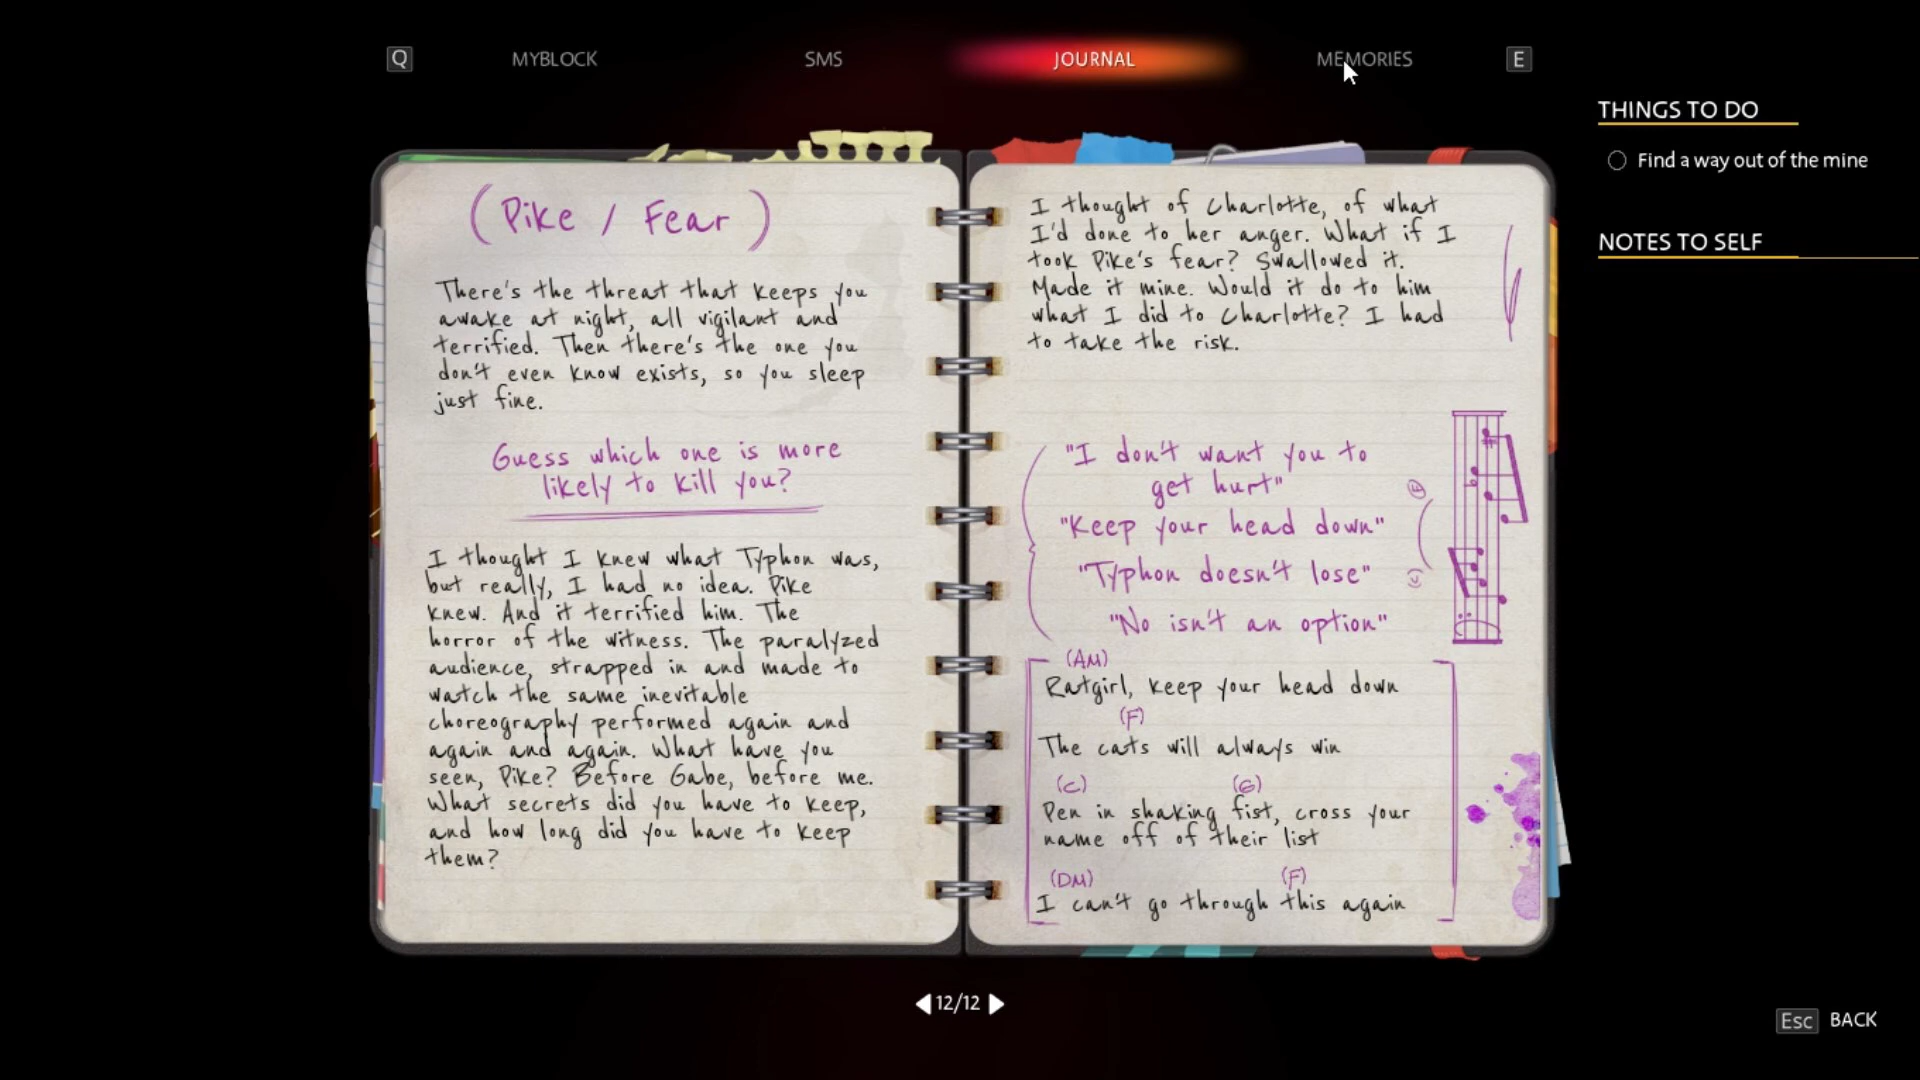 Q
MYBLOCK
SMS
JOURNAL
MEMORIES
E
THINGS TO DO
Find a way out of the mine
NOTES TO SELF
(Pike / Fear)
There's the threat that keeps you
awake at night, all vigilant and
terrified. Then there's the one you
don't even know exists, so you sleep
just fine.
Guess which one is more
likely to kill you?
I thought I knew what Typhon was,
but really, I had no idea. Pike
knew. And it terrified him. The
horror of the witness. The paralyzed
audience, strapped in and made to
watch the same inevitable
choreography performed again and
again and again. What have you
seen, Pike? Before Gabe, before me.
What secrets did you have to keep,
and how long did you have to keep
them?
I thought of Charlotte, of what
I'd done to her anger. What if I
took Pike's fear? Swallowed it.
Made it mine. Would it do to him
what I did to Charlotte? I had
to take the risk.
"I don't want you to
get hurt"
"Keep your head down"
"Typhon doesn't lose"
"No isn't an option"
(AM)
Ratgirl, keep your head down
(F)
The cats will always win
(C) (G)
Pen in shaking fist, cross your
name off of their list
(DM) (F)
I can't go through this again
12/12
Esc BACK